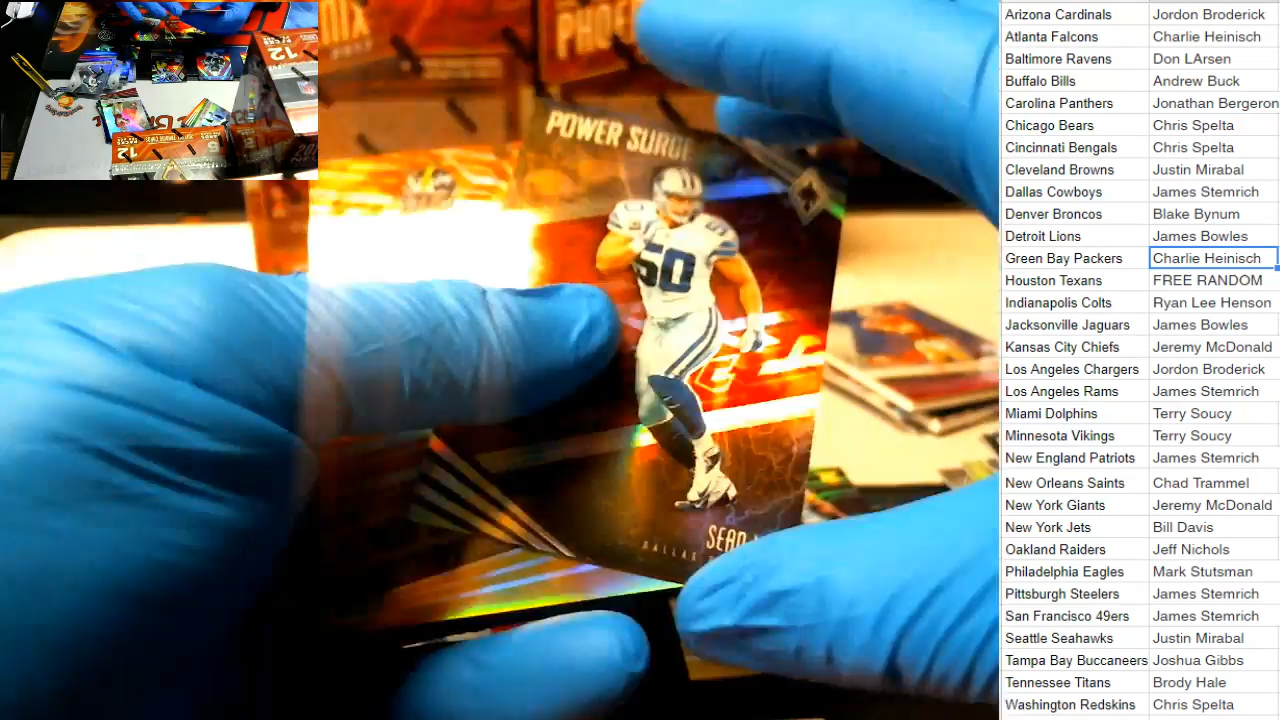 PHOE
12
12
POWER SURGE
50
50
DALLAS
Arizona Cardinals Jordon Broderick
Atlanta Falcons Charlie Heinisch
Baltimore Ravens Don LArsen
Buffalo Bills Andrew Buck
Carolina Panthers Jonathan Bergeron
Chicago Bears Chris Spelta
Cincinnati Bengals Chris Spelta
Cleveland Browns Justin Mirabal
Dallas Cowboys James Stemrich
Denver Broncos Blake Bynum
Detroit Lions James Bowles
Green Bay Packers Charlie Heinisch
Houston Texans FREE RANDOM
Indianapolis Colts Ryan Lee Henson
Jacksonville Jaguars James Bowles
Kansas City Chiefs Jeremy McDonald
Los Angeles Chargers Jordon Broderick
Los Angeles Rams James Stemrich
Miami Dolphins Terry Soucy
Minnesota Vikings Terry Soucy
New England Patriots James Stemrich
New Orleans Saints Chad Trammel
New York Giants Jeremy McDonald
New York Jets Bill Davis
Oakland Raiders Jeff Nichols
Philadelphia Eagles Mark Stutsman
Pittsburgh Steelers James Stemrich
San Francisco 49ers James Stemrich
Seattle Seahawks Justin Mirabal
Tampa Bay Buccaneers Joshua Gibbs
Tennessee Titans Brody Hale
Washington Redskins Chris Spelta